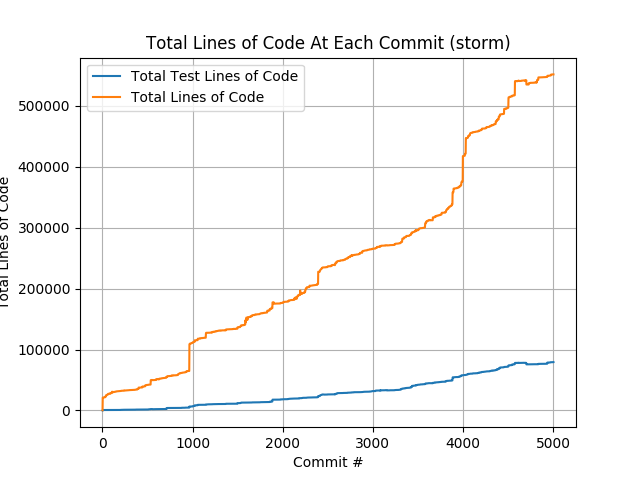 Total Lines of Code At Each Commit (storm)
Total Test Lines of Code
Total Lines of Code
Total Lines of Code
500000
400000
300000
200000
100000
0
0 1000 2000 3000 4000 5000
Commit #